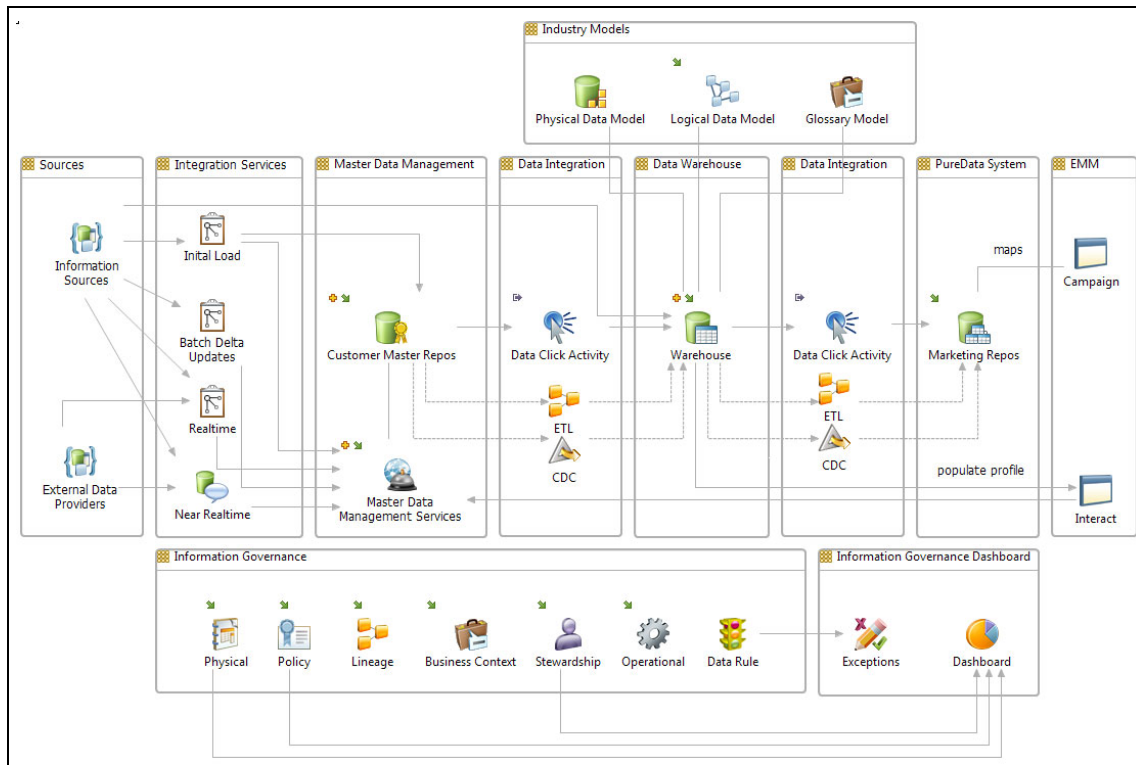 Industry Models
Physical Data Model
Logical Data Model
Glossary Model
Sources
Integration Services
Master Data Management
Data Integration
Data Warehouse
Data Integration
PureData System
EMM
Information
Sources
Inital Load
Batch Delta
Updates
Realtime
External Data
Providers
Near Realtime
Customer Master Repos
Master Data
Management Services
Data Click Activity
ETL
CDC
Warehouse
Data Click Activity
ETL
CDC
maps
Marketing Repos
populate profile
Campaign
Interact
Information Governance
Physical
Policy
Lineage
Business Context
Stewardship
Operational
Data Rule
Information Governance Dashboard
Exceptions
Dashboard